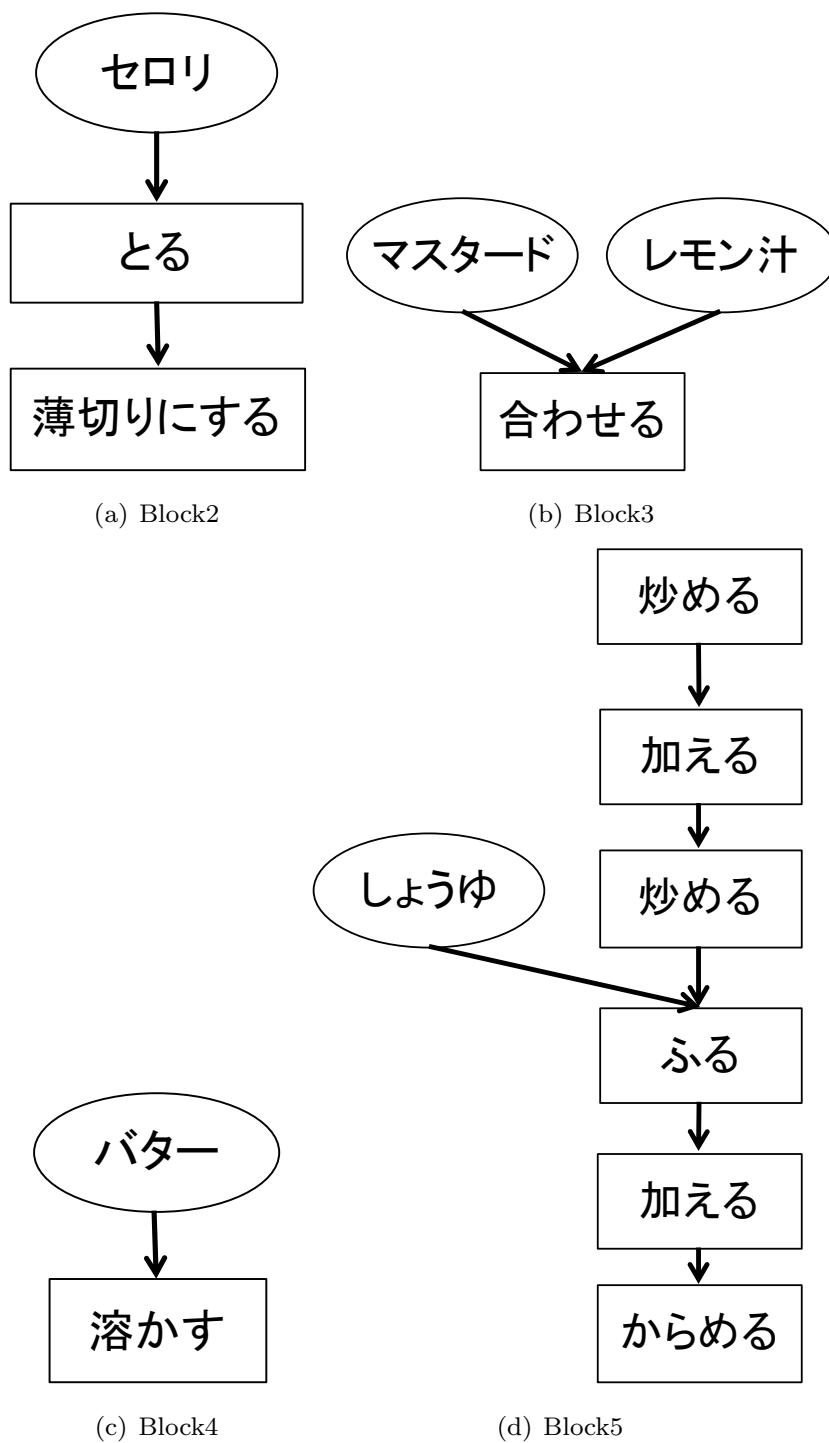 セロリ
とる
薄切りにする
(a) Block2
マスタード
レモン汁
合わせる
(b) Block3
バター
溶かす
(c) Block4
炒める
加える
炒める
しょうゆ
ふる
加える
からめる
(d) Block5